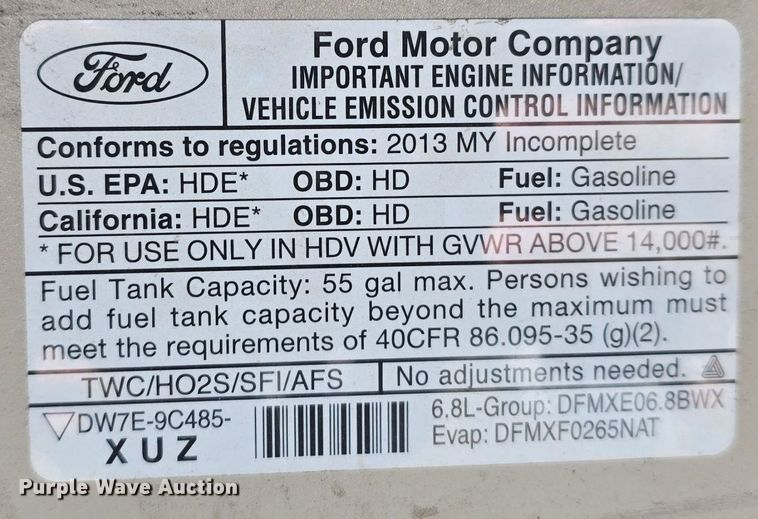 Ford
Ford Motor Company
IMPORTANT ENGINE INFORMATION/
VEHICLE EMISSION CONTROL INFORMATION
Conforms to regulations: 2013 MY Incomplete
U.S. EPA: HDE* OBD: HD Fuel: Gasoline
California: HDE* OBD: HD Fuel: Gasoline
* FOR USE ONLY IN HDV WITH GVWR ABOVE 14,000#.
Fuel Tank Capacity: 55 gal max. Persons wishing to
add fuel tank capacity beyond the maximum must
meet the requirements of 40CFR 86.095-35 (g)(2).
TWC/HO2S/SFI/AFS No adjustments needed.
DW7E-9C485- 6.8L-Group: DFMXE06.8BWX
X U Z Evap: DFMXF0265NAT
Purple Wave Auction